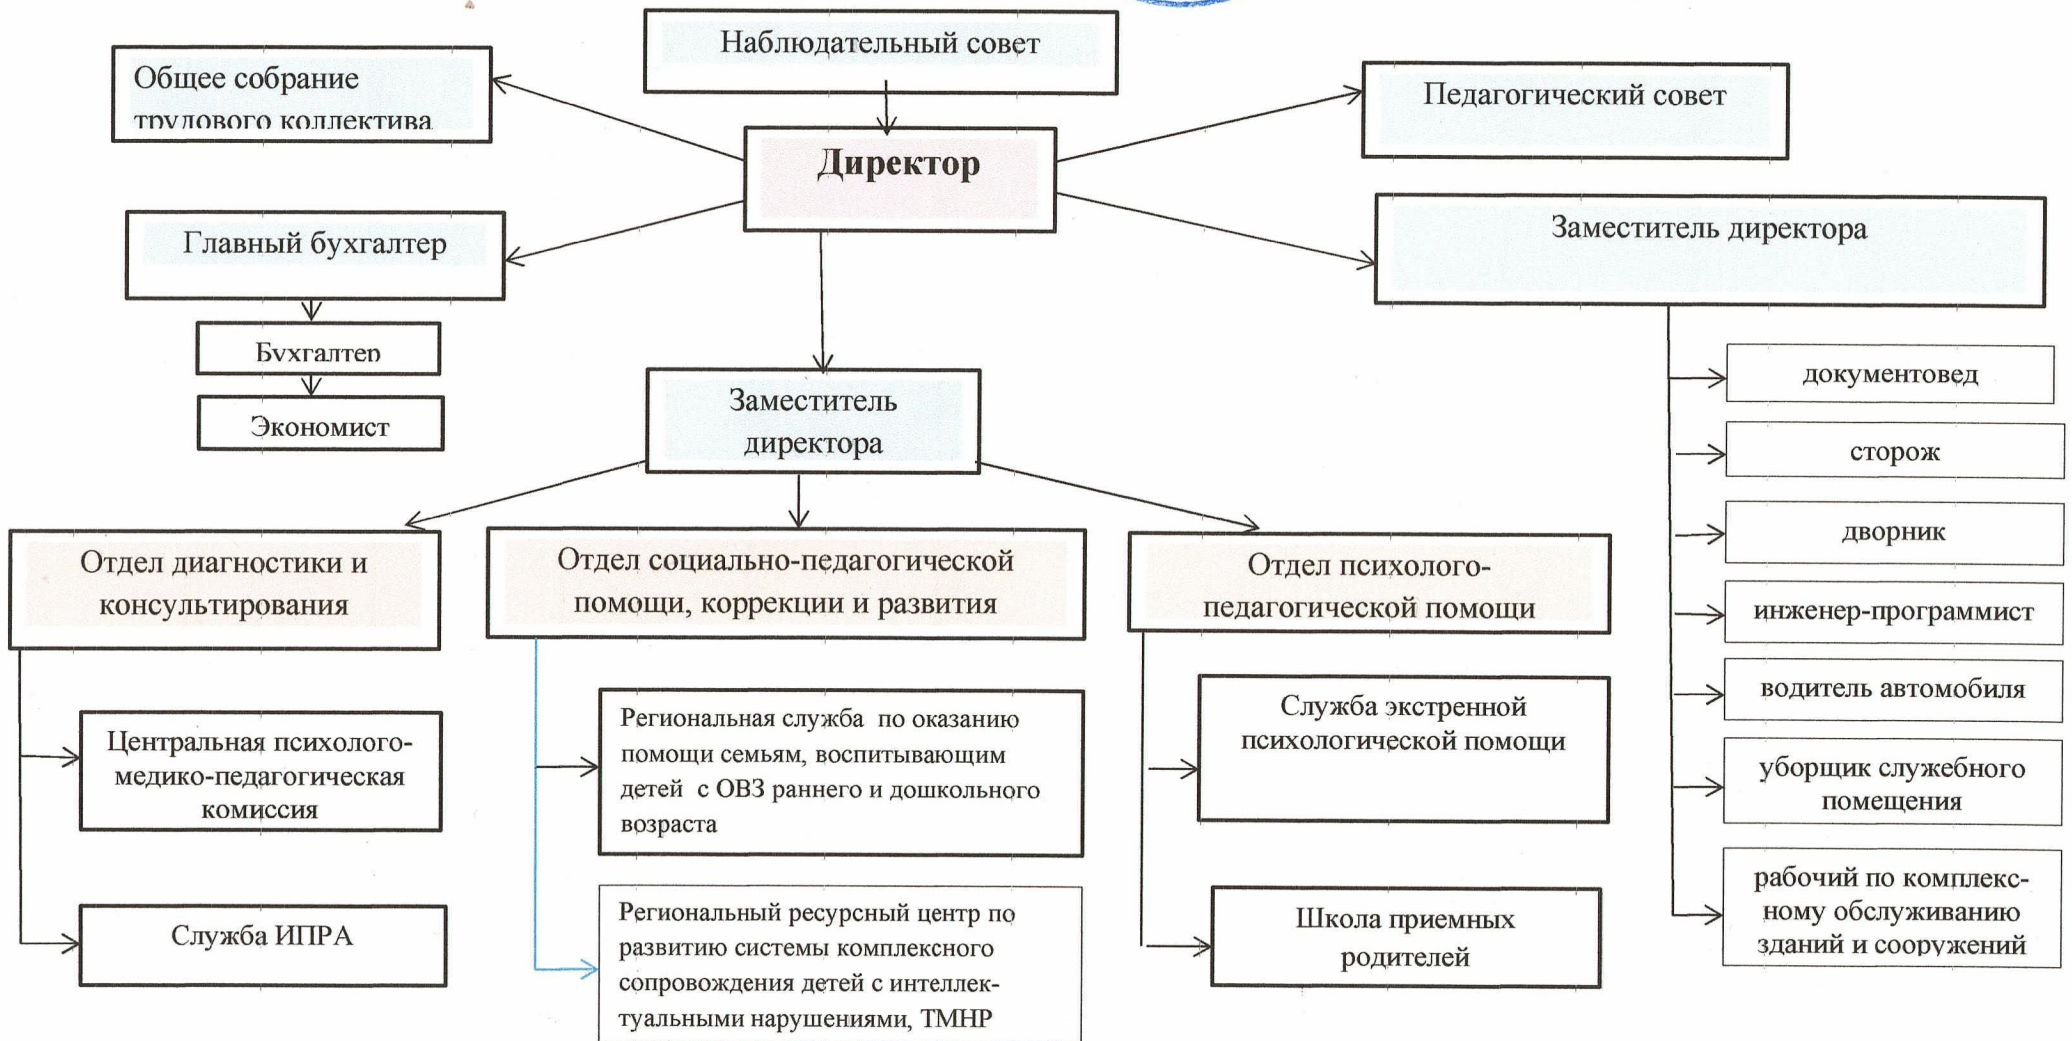 Наблюдательный совет
Общее собрание
трудового коллектива
Педагогический совет
Директор
Главный бухгалтер
Заместитель директора
Бухгалтер
Экономист
Заместитель
директора
документовед
сторож
дворник
инженер-программист
водитель автомобиля
уборщик служебного
помещения
рабочий по комплекс-
ному обслуживанию
зданий и сооружений
Отдел диагностики и
консультирования
Центральная психолого-
медико-педагогическая
комиссия
Служба ИПРА
Отдел социально-педагогической
помощи, коррекции и развития
Региональная служба по оказанию
помощи семьям, воспитывающим
детей с ОВЗ раннего и дошкольного
возраста
Региональный ресурсный центр по
развитию системы комплексного
сопровождения детей с интеллек-
туальными нарушениями, ТМНР
Отдел психолого-
педагогической помощи
Служба экстренной
психологической помощи
Школа приемных
родителей